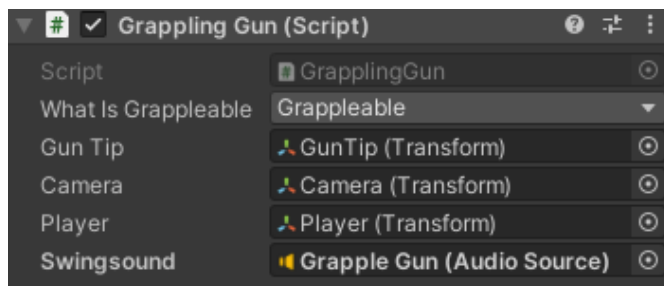 # Grappling Gun (Script)
Script # GrapplingGun
What Is Grappleable Grappleable
Gun Tip GunTip (Transform)
Camera Camera (Transform)
Player Player (Transform)
Swingsound Grapple Gun (Audio Source)